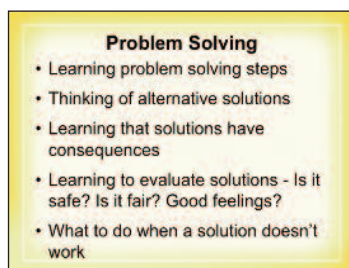 Problem Solving
• Learning problem solving steps
• Thinking of alternative solutions
• Learning that solutions have
consequences
• Learning to evaluate solutions - Is it
safe? Is it fair? Good feelings?
• What to do when a solution doesn't
work